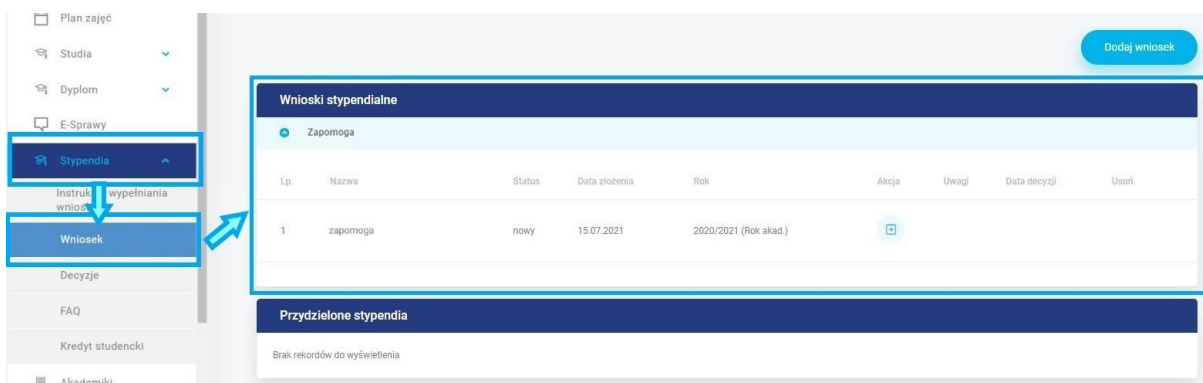 Plan zajęć
Studia
Dyplom
E-Sprawy
Stypendia
wypełniania
Wniosek
Decyzje
FAQ
Kredyt studencki
Akademiki
Dodaj wniosek
Wnioski stypendialne
Zapomoga
Lp. Nazwa Status Data złożenia Rok Akcja Uwagi Data decyzji Usuń
1 zapomoga nowy 15.07.2021 2020/2021 (Rok akad.)
Przydzielone stypendia
Brak rekordów do wyświetlenia